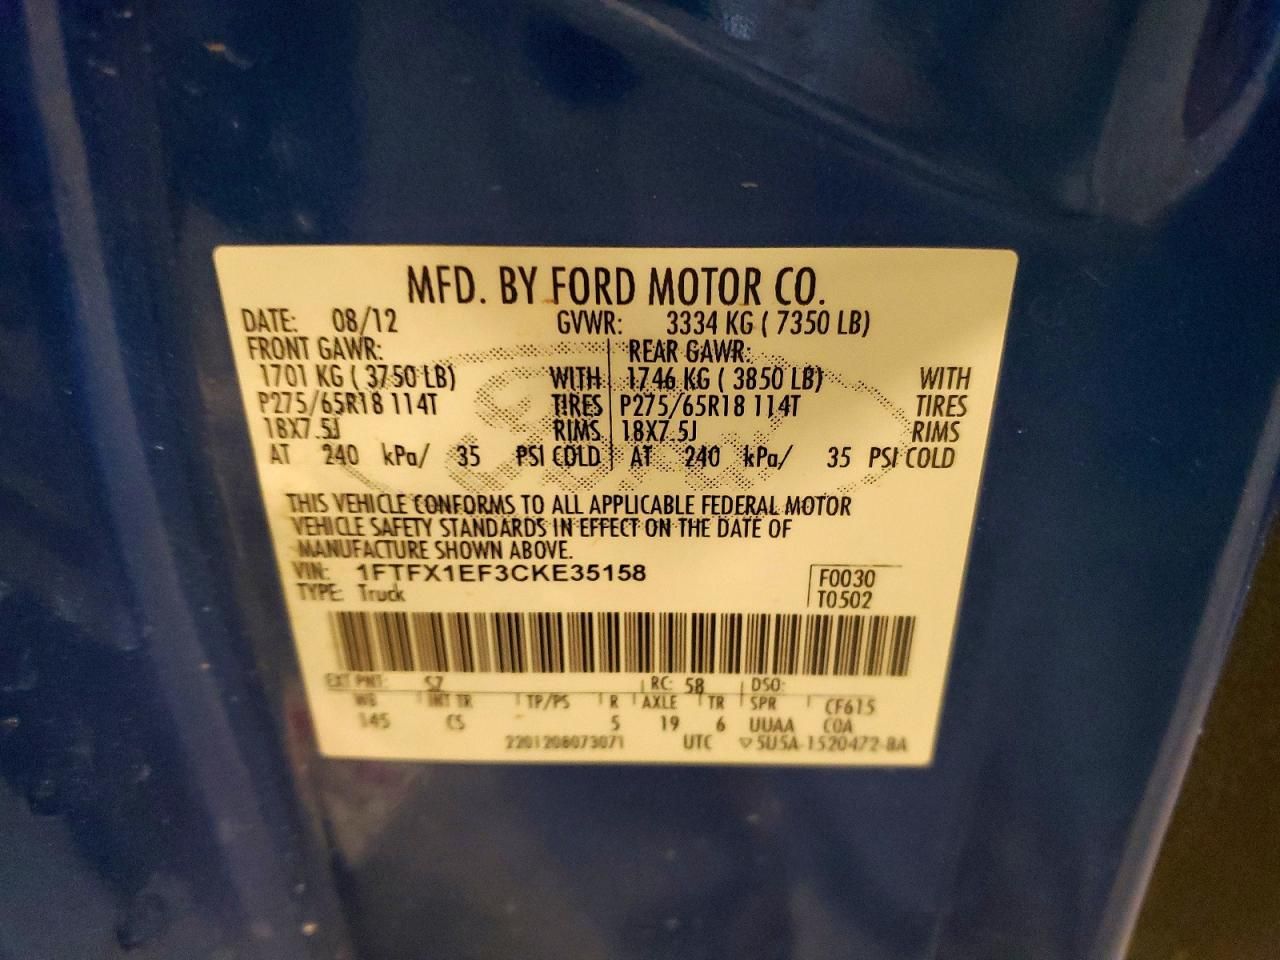 MFD. BY FORD MOTOR CO.
DATE: 08/12 GVWR: 3334 KG ( 7350 LB)
FRONT GAWR: REAR GAWR:
1701 KG ( 3750 LB) WITH 1746 KG ( 3850 LB) WITH
P275/65R18 114T TIRES P275/65R18 114T TIRES
18X7.5J RIMS 18X7.5J RIMS
AT 240 kPa/ 35 PSI COLD AT 240 kPa/ 35 PSI COLD
THIS VEHICLE CONFORMS TO ALL APPLICABLE FEDERAL MOTOR
VEHICLE SAFETY STANDARDS IN EFFECT ON THE DATE OF
MANUFACTURE SHOWN ABOVE.
VIN: 1FTFX1EF3CKE35158 F0030
TYPE: Truck T0502
EXT PNT: SZ RC: 58 DSO:
WB INT TR TP/PS R AXLE TR SPR CF615
145 CS 5 19 6 UUAA C0A
2201208073071 UTC ▽5U5A-1520472-BA